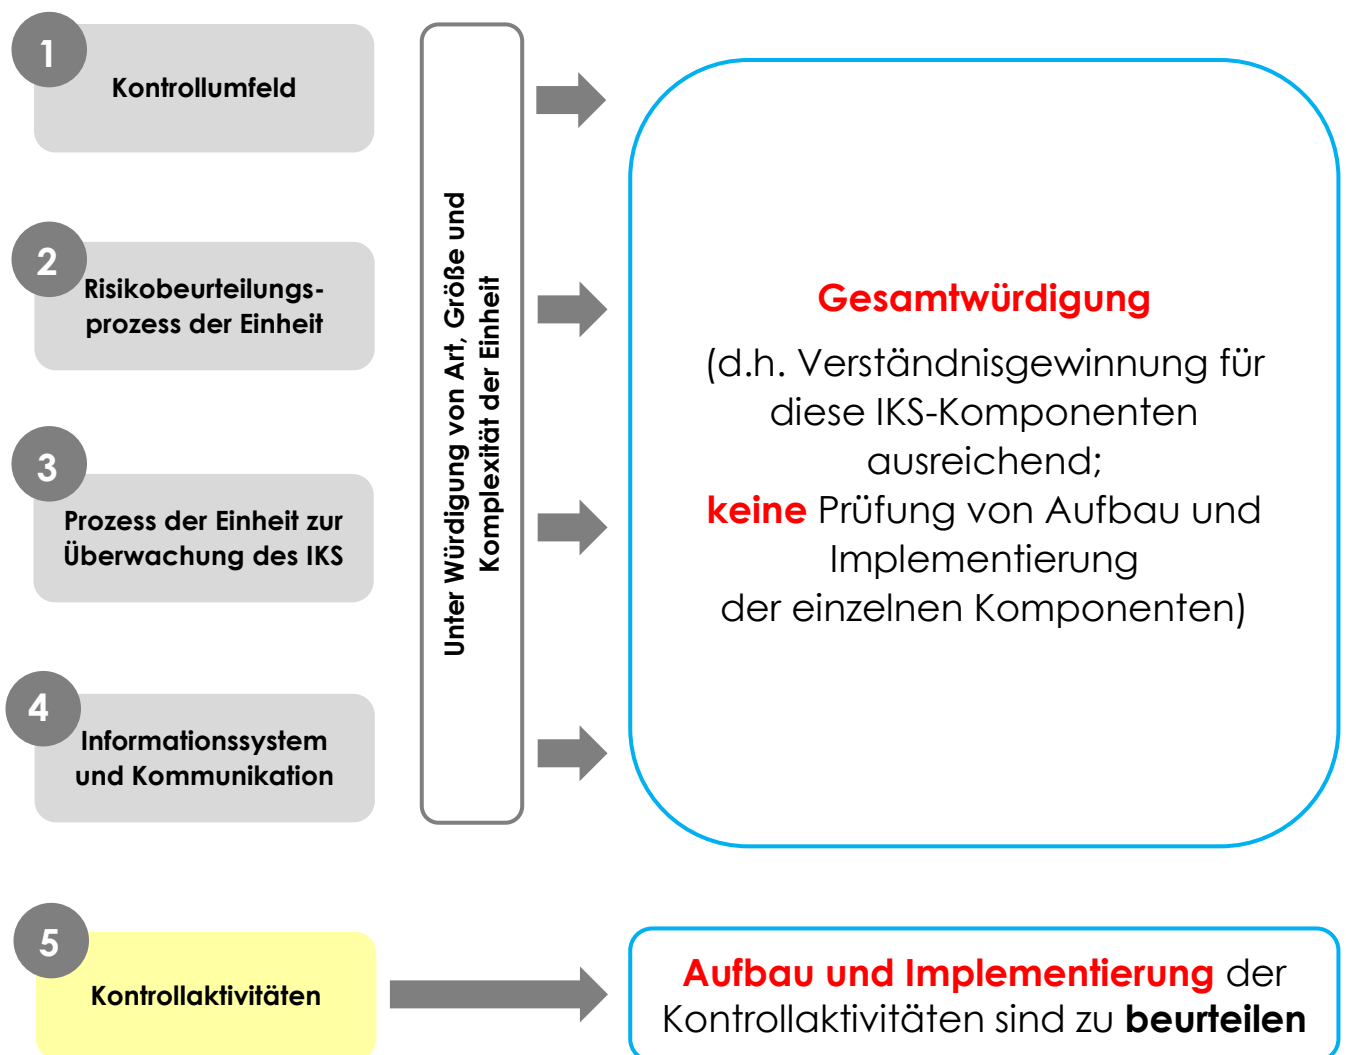 1
Kontrollumfeld
2
Risikobeurteilungs-
prozess der Einheit
3
Prozess der Einheit zur
Überwachung des IKS
4
Informationssystem
und Kommunikation
Unter Würdigung von Art, Größe und
Komplexität der Einheit
Gesamtwürdigung
(d.h. Verständnisgewinnung für
diese IKS-Komponenten
ausreichend;
keine Prüfung von Aufbau und
Implementierung
der einzelnen Komponenten)
5
Kontrollaktivitäten
Aufbau und Implementierung der
Kontrollaktivitäten sind zu beurteilen